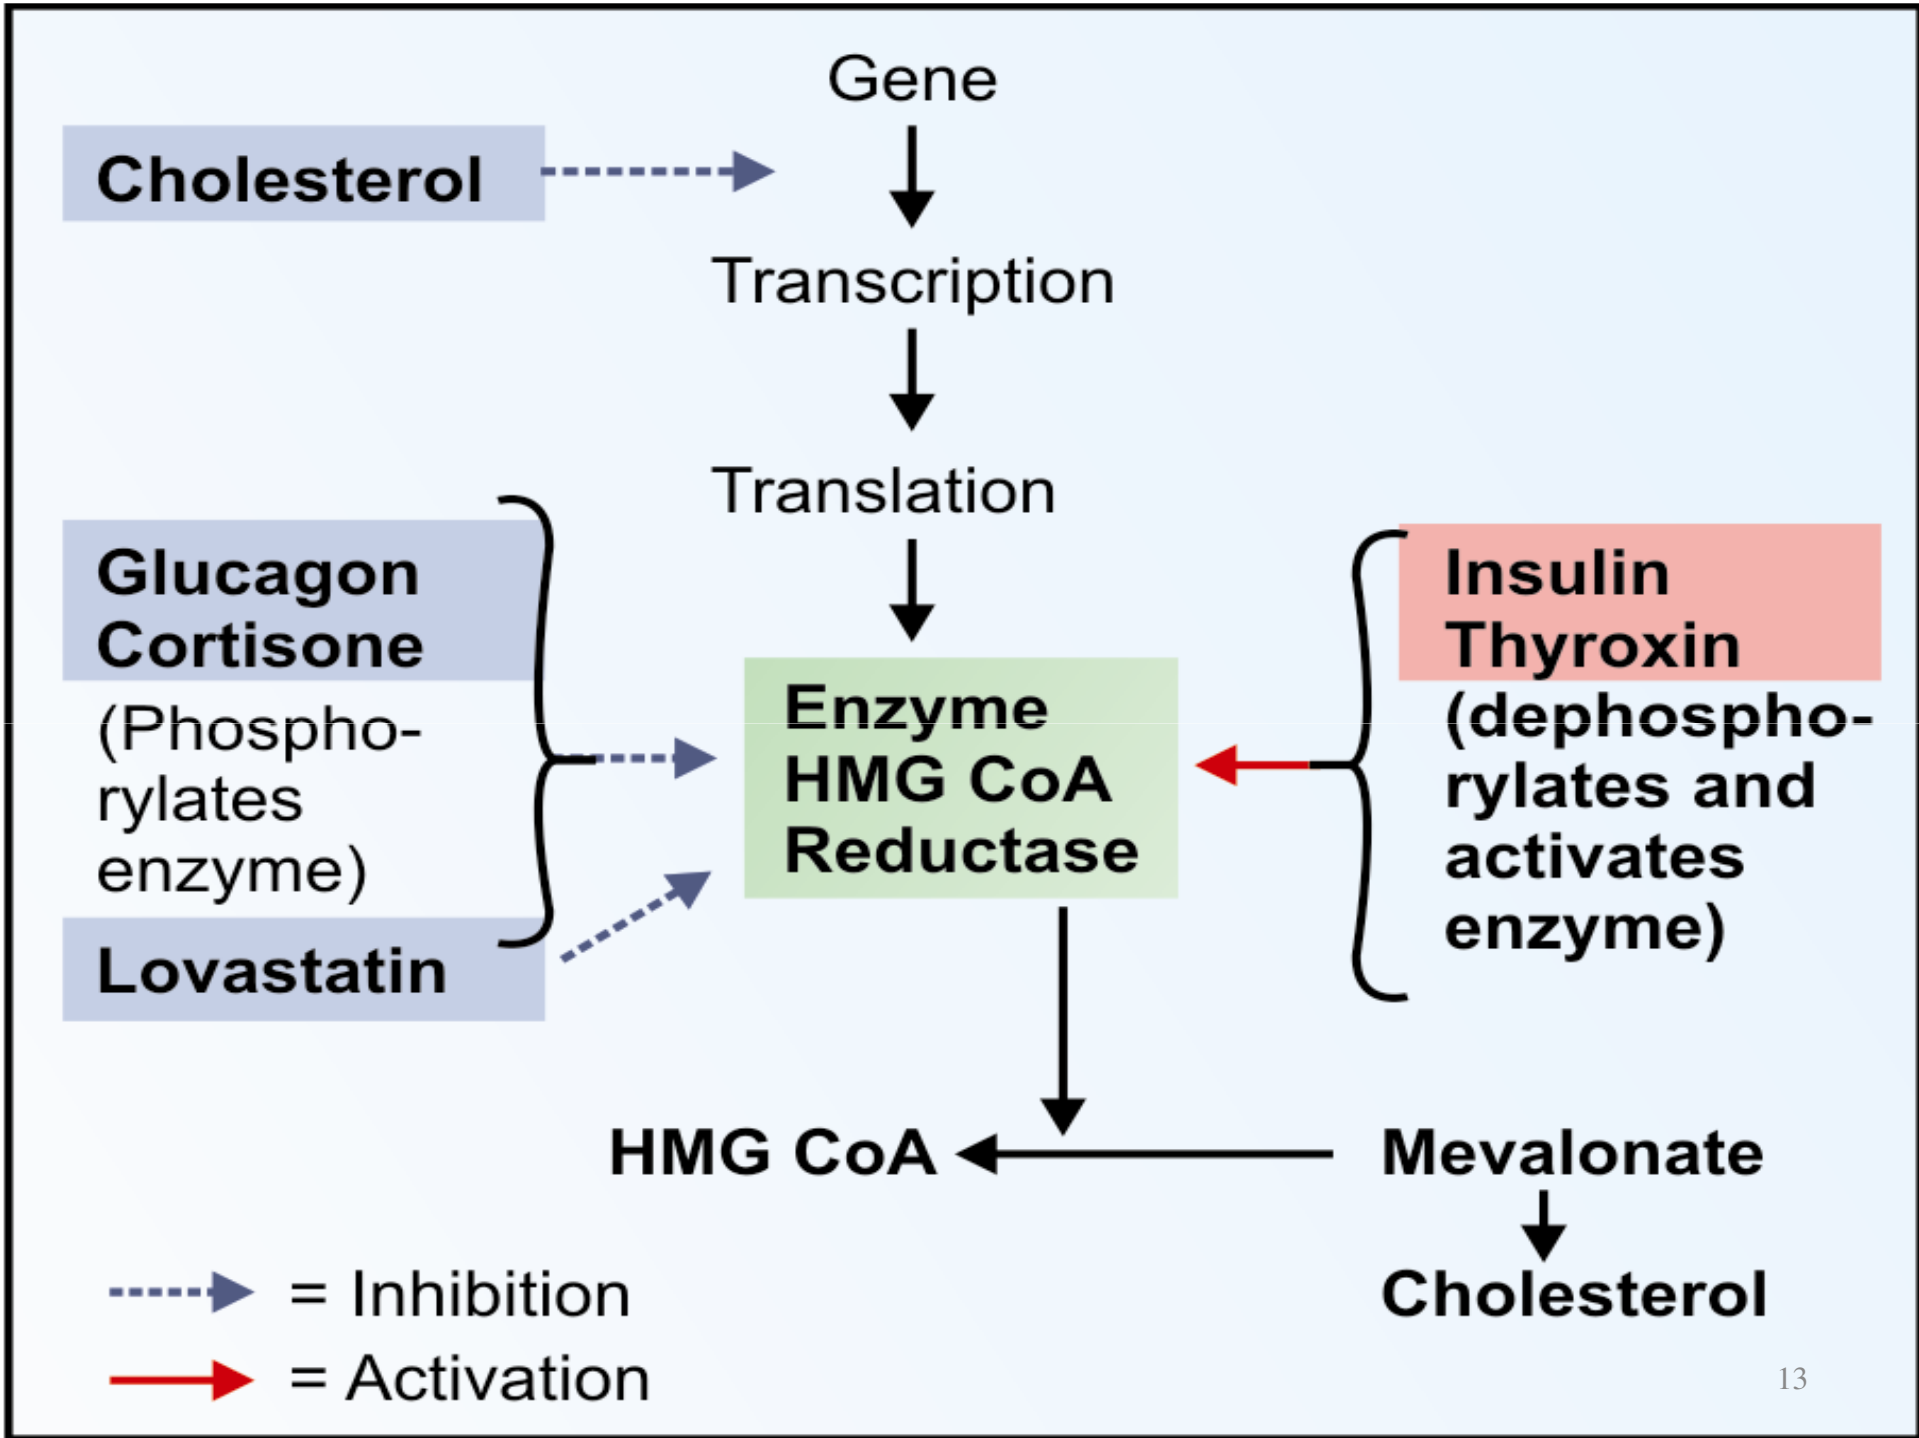 Gene
Cholesterol
Transcription
Translation
Glucagon
Cortisone
(Phospho-
rylates
enzyme)
Lovastatin
Enzyme
HMG CoA
Reductase
Insulin
Thyroxin
(dephospho-
rylates and
activates
enzyme)
HMG CoA
Mevalonate
Cholesterol
= Inhibition
= Activation
13